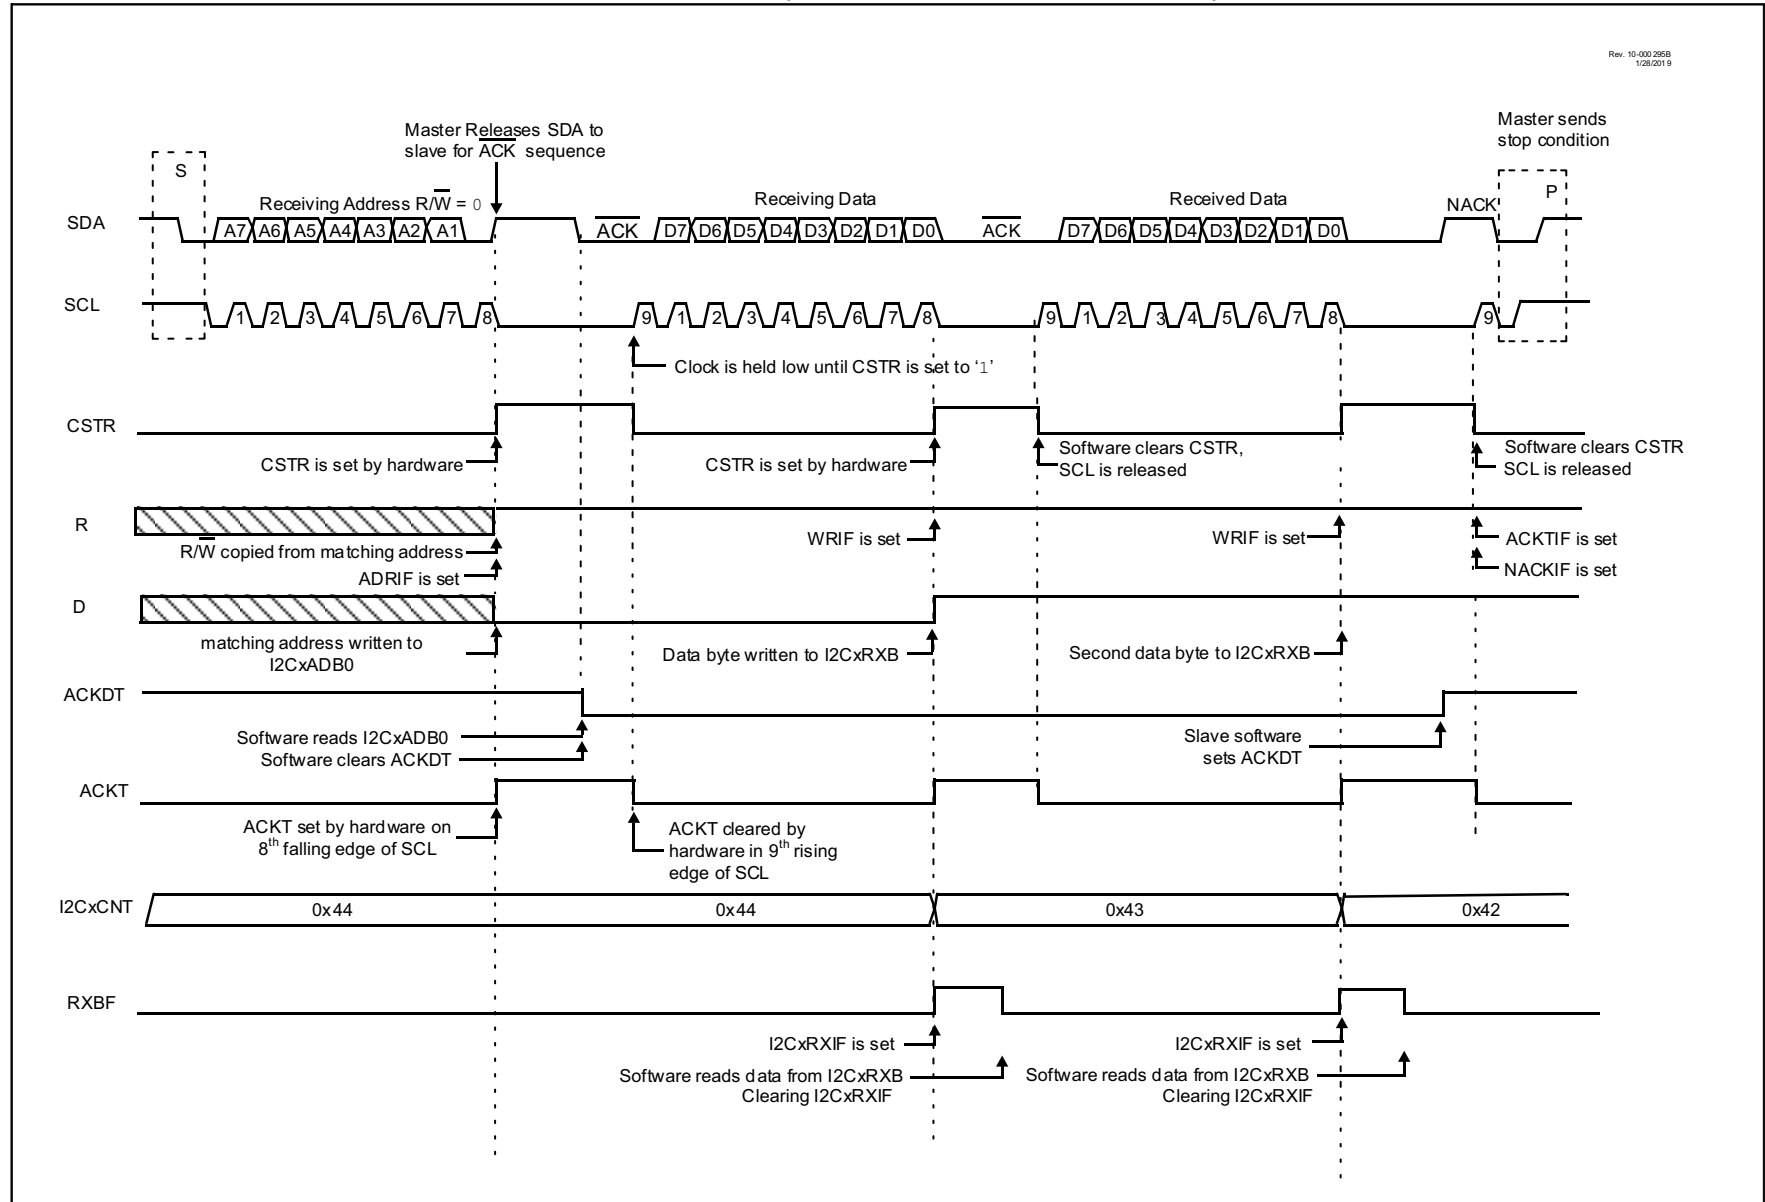 Rev. 10-000 295B
1/28/2019
Master Releases SDA to
slave for ACK sequence
Master sends
stop condition
S
P
Receiving Address R/W = 0
Receiving Data
Received Data
NACK
SDA
A7 A6 A5 A4 A3 A2 A1
ACK
D7 D6 D5 D4 D3 D2 D1 D0
ACK
D7 D6 D5 D4 D3 D2 D1 D0
SCL
1 2 3 4 5 6 7 8
9 1 2 3 4 5 6 7 8
9 1 2 3 4 5 6 7 8
9
Clock is held low until CSTR is set to ‘1’
CSTR
CSTR is set by hardware
CSTR is set by hardware
Software clears CSTR,
SCL is released
Software clears CSTR
SCL is released
R
R/W copied from matching address
ADRIF is set
WRIF is set
WRIF is set
ACKTIF is set
NACKIF is set
D
matching address written to
I2CxADB0
Data byte written to I2CxRXB
Second data byte to I2CxRXB
ACKDT
Software reads I2CxADB0
Software clears ACKDT
Slave software
sets ACKDT
ACKT
ACKT set by hardware on
8th falling edge of SCL
ACKT cleared by
hardware in 9th rising
edge of SCL
I2CxCNT
0x44
0x44
0x43
0x42
RXBF
I2CxRXIF is set
I2CxRXIF is set
Software reads data from I2CxRXB
Clearing I2CxRXIF
Software reads data from I2CxRXB
Clearing I2CxRXIF